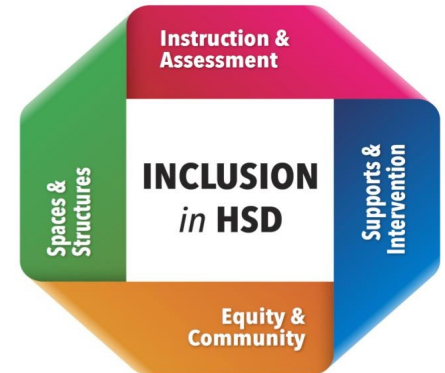 Instruction &
Assessment
Supports &
Intervention
Equity &
Community
Spaces &
Structures
INCLUSION
in HSD